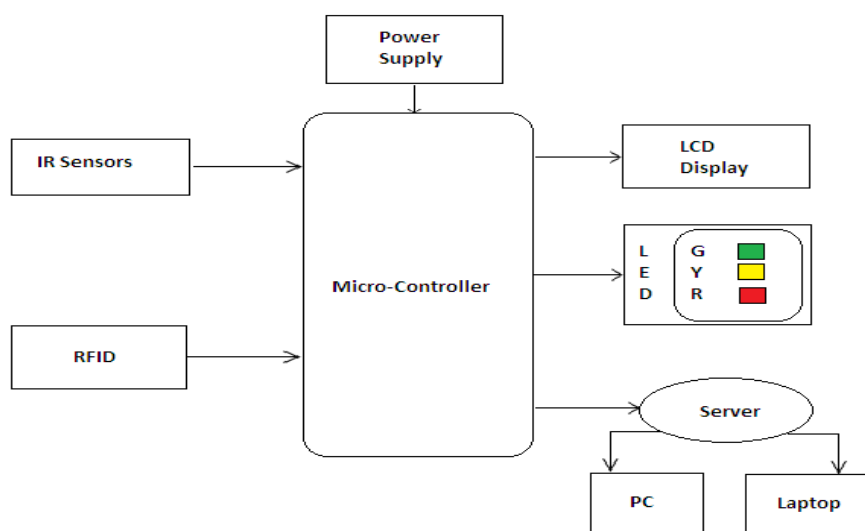 Power
Supply
IR Sensors
LCD
Display
L G
E Y
D R
Micro-Controller
RFID
Server
PC
Laptop